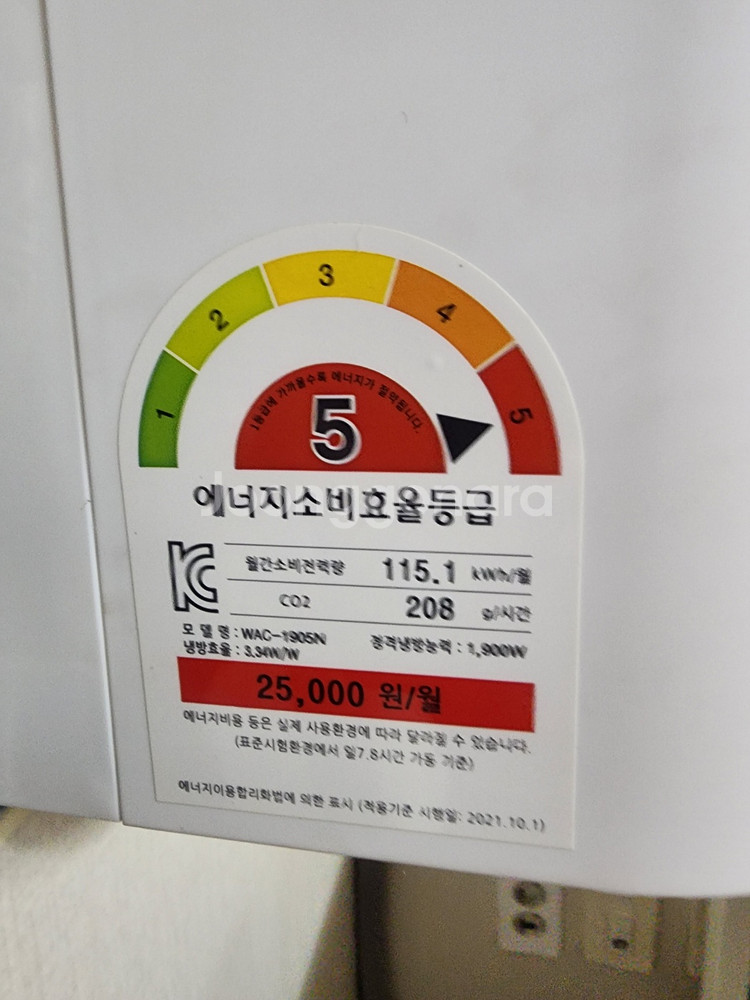 1
2
3
4
5
1등급에 가까울수록 에너지가 절약됩니다.
5
에너지소비효율등급
월간소비전력량 115.1 kWh/월
CO2 208 g/시간
모 델 명 : WAC-1905N 정격냉방능력 : 1,900W
냉방효율 : 3.34W/W
25,000 원/월
에너지비용 등은 실제 사용환경에 따라 달라질 수 있습니다.
(표준시험환경에서 일7.8시간 가동 기준)
에너지이용합리화법에 의한 표시 (적용기준 시행일: 2021.10.1)